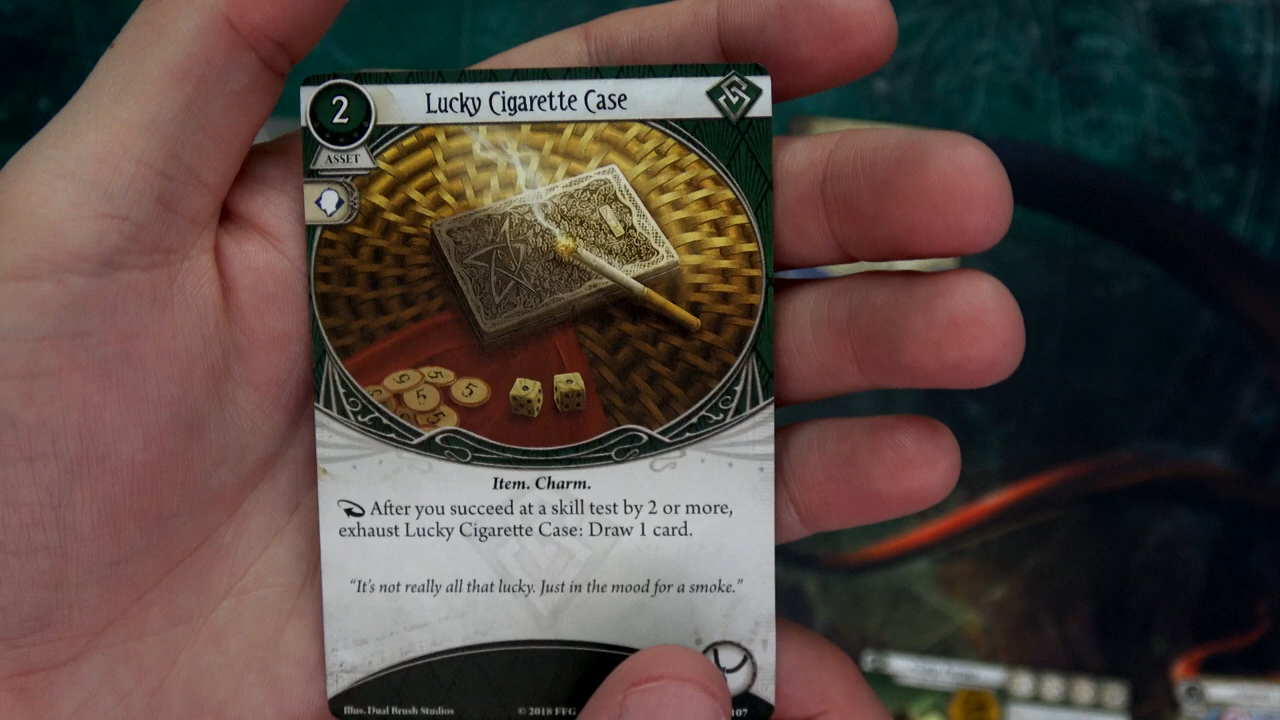 2
Lucky Cigarette Case
ASSET
5
5
5
5
Item. Charm.
After you succeed at a skill test by 2 or more,
exhaust Lucky Cigarette Case: Draw 1 card.
“It’s not really all that lucky. Just in the mood for a smoke.”
Illus. Dual Brush Studios © 2018 FFG 107